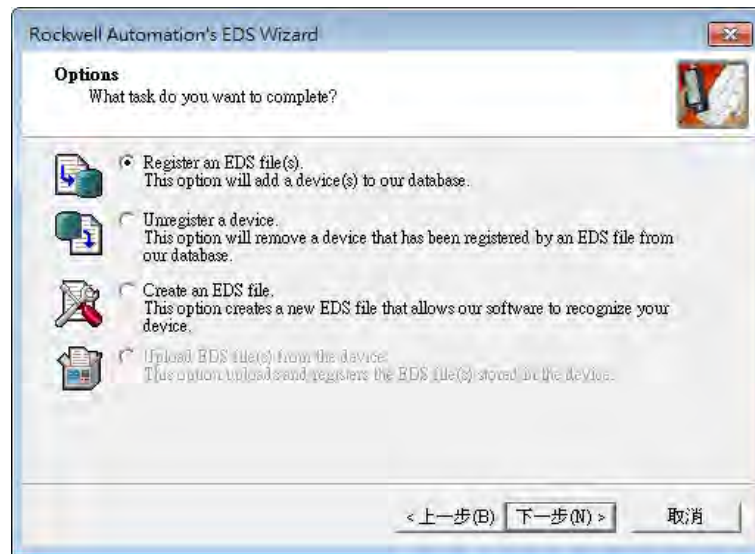 Rockwell Automation's EDS Wizard
Options
What task do you want to complete?
Register an EDS file(s).
This option will add a device(s) to our database.
Unregister a device.
This option will remove a device that has been registered by an EDS file from
our database.
Create an EDS file.
This option creates a new EDS file that allows our software to recognize your
device.
Upload EDS file(s) from the device.
This option uploads and registers the EDS file(s) stored in the device.
<上一步(B) 下一步(N) > 取消